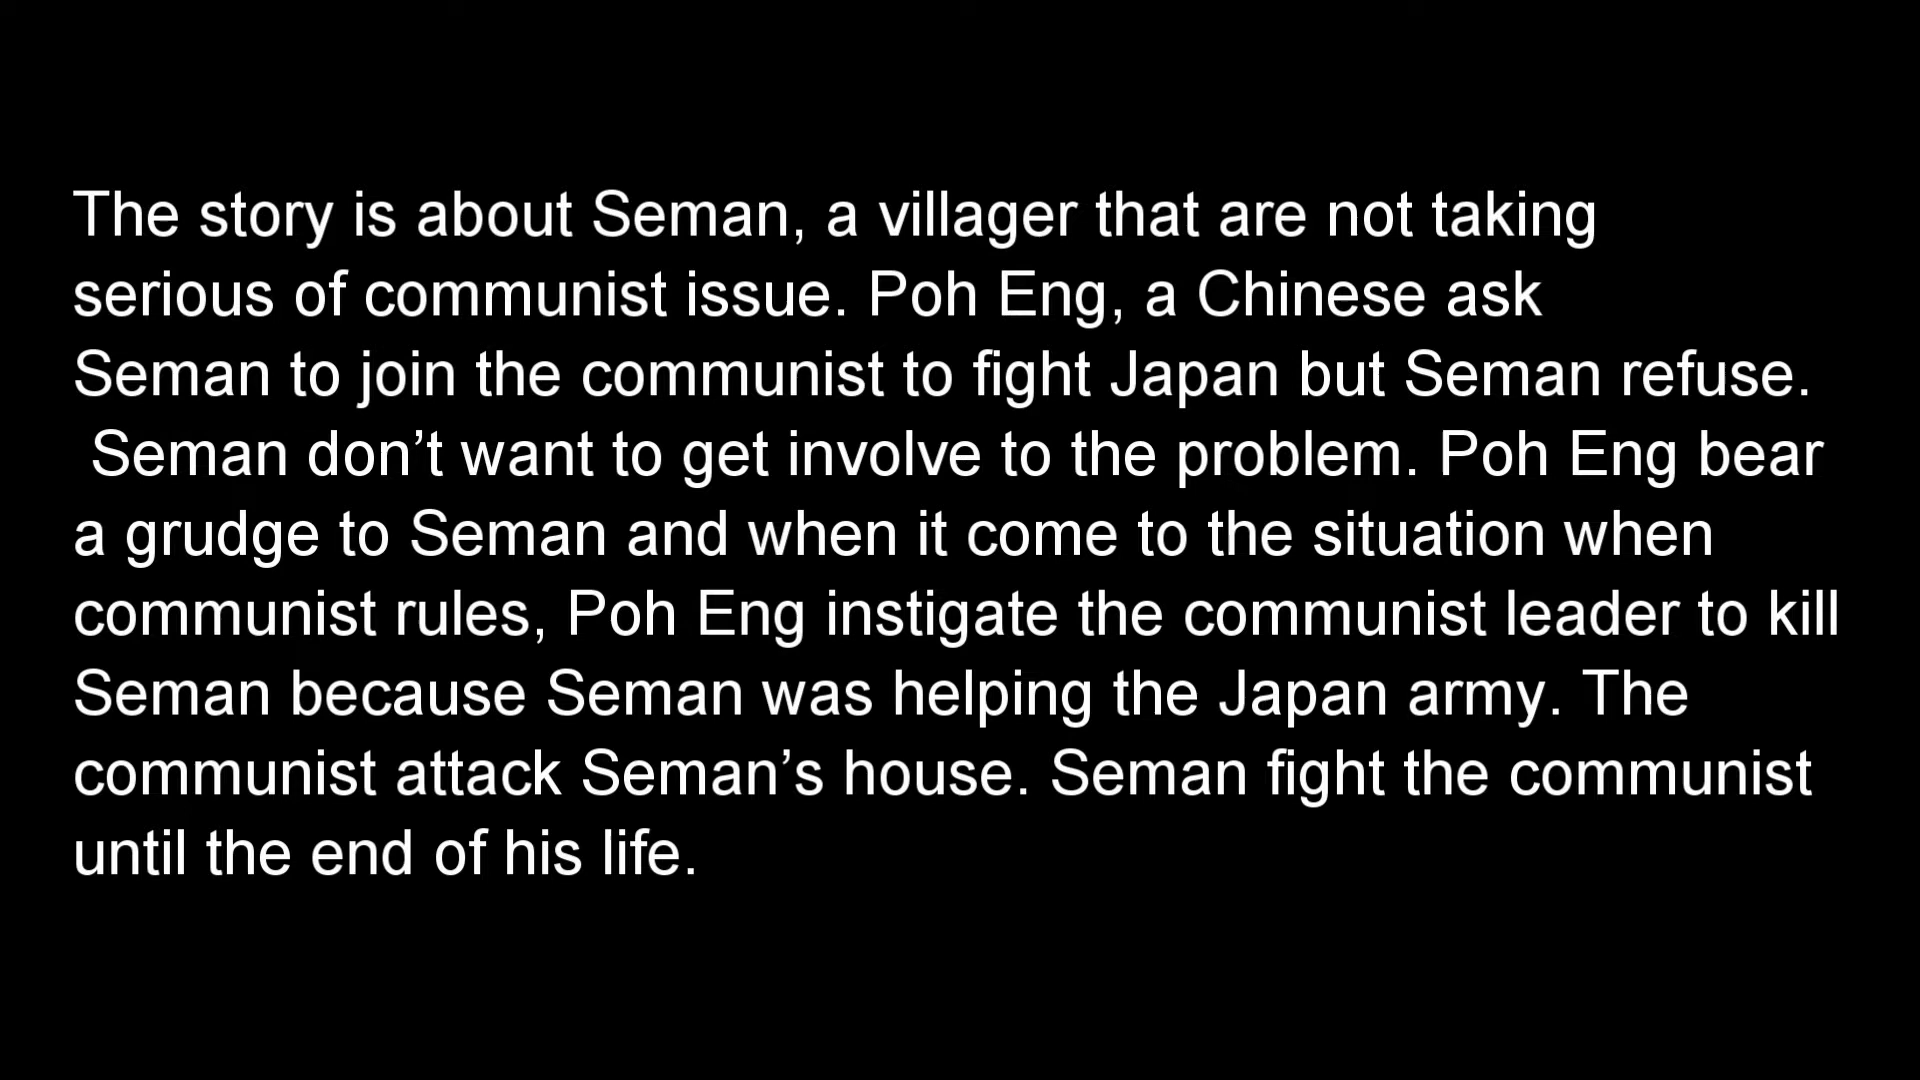 The story is about Seman, a villager that are not taking
serious of communist issue. Poh Eng, a Chinese ask
Seman to join the communist to fight Japan but Seman refuse.
Seman don’t want to get involve to the problem. Poh Eng bear
a grudge to Seman and when it come to the situation when
communist rules, Poh Eng instigate the communist leader to kill
Seman because Seman was helping the Japan army. The
communist attack Seman’s house. Seman fight the communist
until the end of his life.